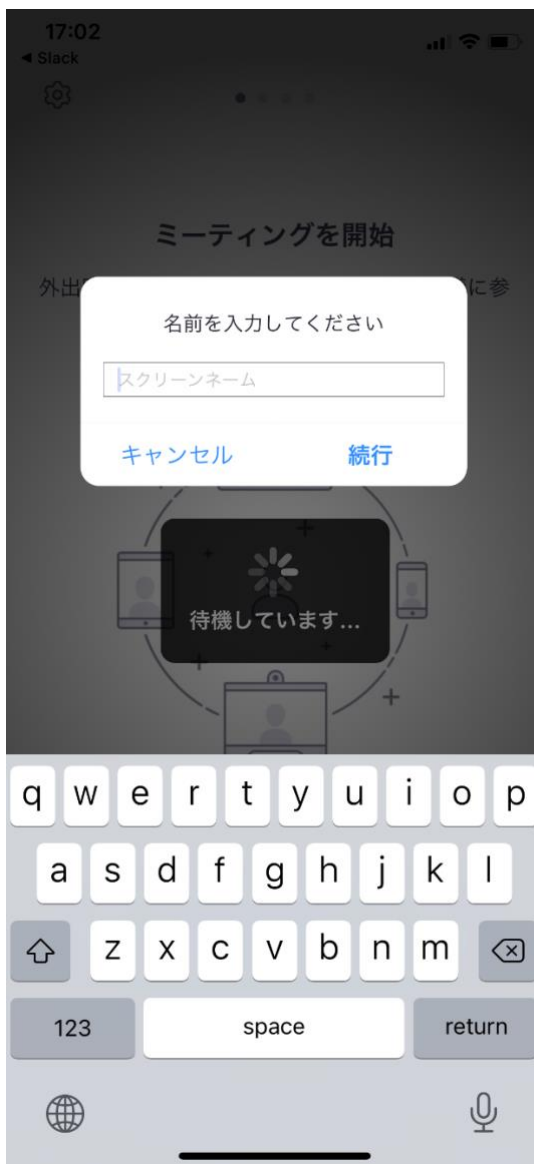 17:02
◀ Slack
ミーティングを開始
外出
に参
名前を入力してください
スクリーンネーム
キャンセル 続行
待機しています...
q w e r t y u i o p
a s d f g h j k l
z x c v b n m
123 space return